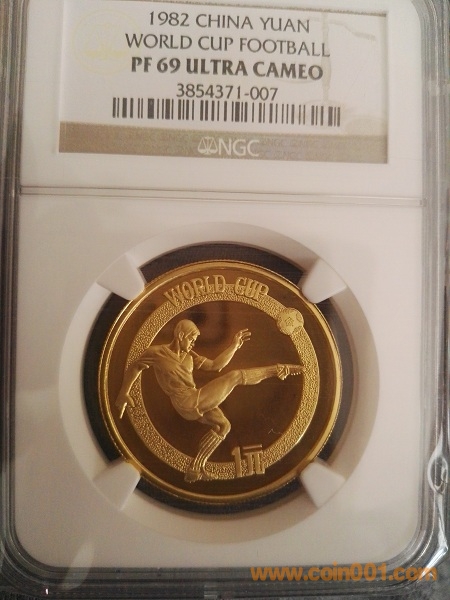 1982 CHINA YUAN
WORLD CUP FOOTBALL
PF 69 ULTRA CAMEO
3854371-007
NGC
WORLD CUP
1元
www.coin001.com